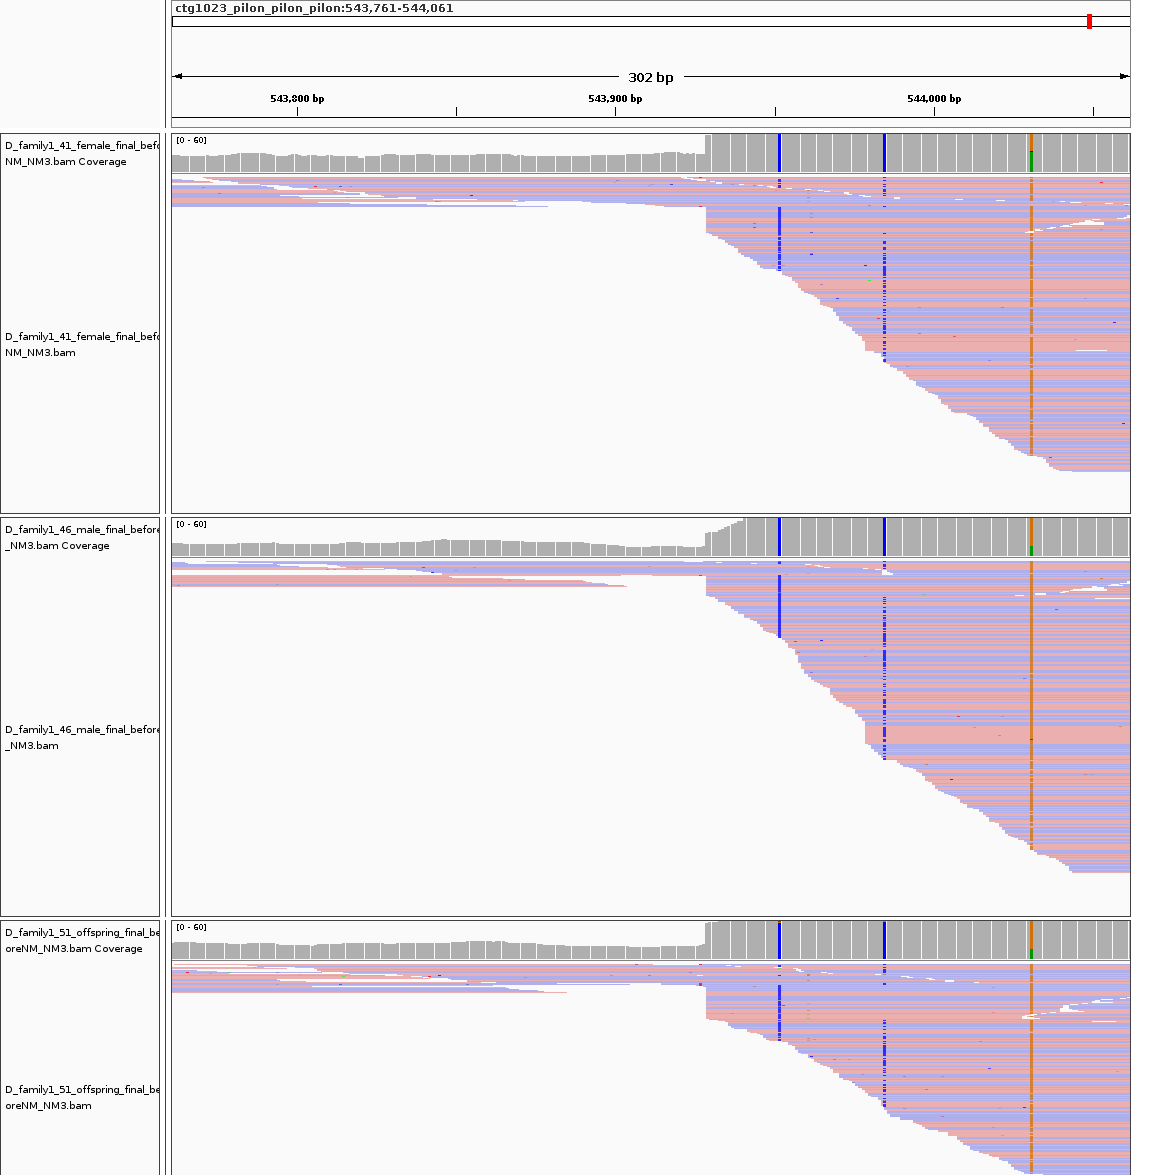 ctg1023_pilon_pilon_pilon:543,761-544,061
302 bp
543,800 bp 543,900 bp 544,000 bp
D_family1_41_female_final_befo
NM_NM3.bam Coverage
[0 - 60]
D_family1_41_female_final_befo
NM_NM3.bam
D_family1_46_male_final_before
_NM3.bam Coverage
[0 - 60]
D_family1_46_male_final_before
_NM3.bam
D_family1_51_offspring_final_be
oreNM_NM3.bam Coverage
[0 - 60]
D_family1_51_offspring_final_be
oreNM_NM3.bam